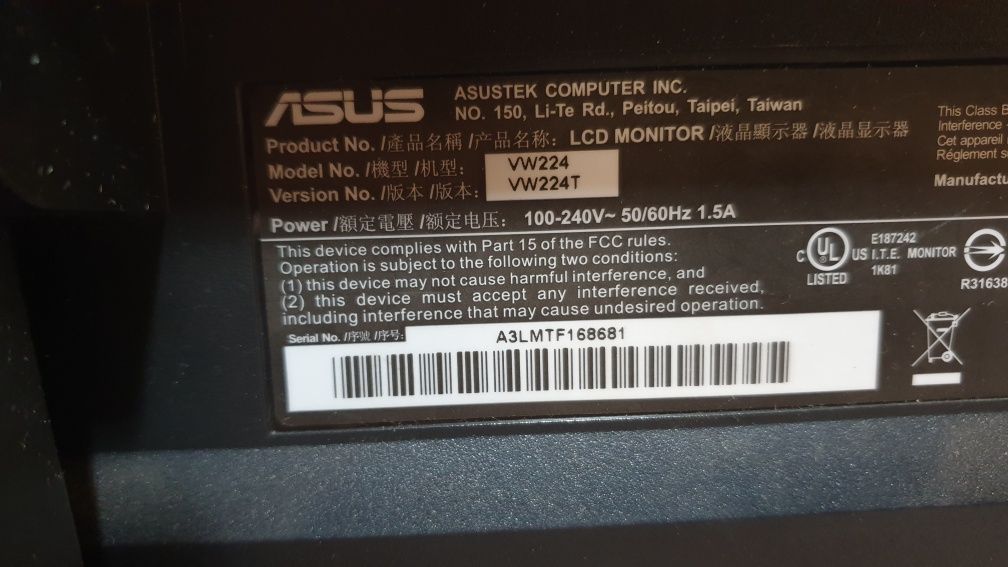 ASUS
ASUSTEK COMPUTER INC.
NO. 150, Li-Te Rd., Peitou, Taipei, Taiwan
Product No. /產品名稱 /产品名称: LCD MONITOR /液晶顯示器 /液晶显示器
Model No. /機型 /机型: VW224
Version No. /版本 /版本: VW224T
Power /額定電壓 /额定电压: 100-240V~ 50/60Hz 1.5A
This device complies with Part 15 of the FCC rules.
Operation is subject to the following two conditions:
(1) this device may not cause harmful interference, and
(2) this device must accept any interference received,
including interference that may cause undesired operation.
Serial No. /序號 /序号:
A3LMTF168681
This Class B
Interference
Cet appareil
Réglement
C UL US
LISTED
E187242
I.T.E. MONITOR
1K81
R31638